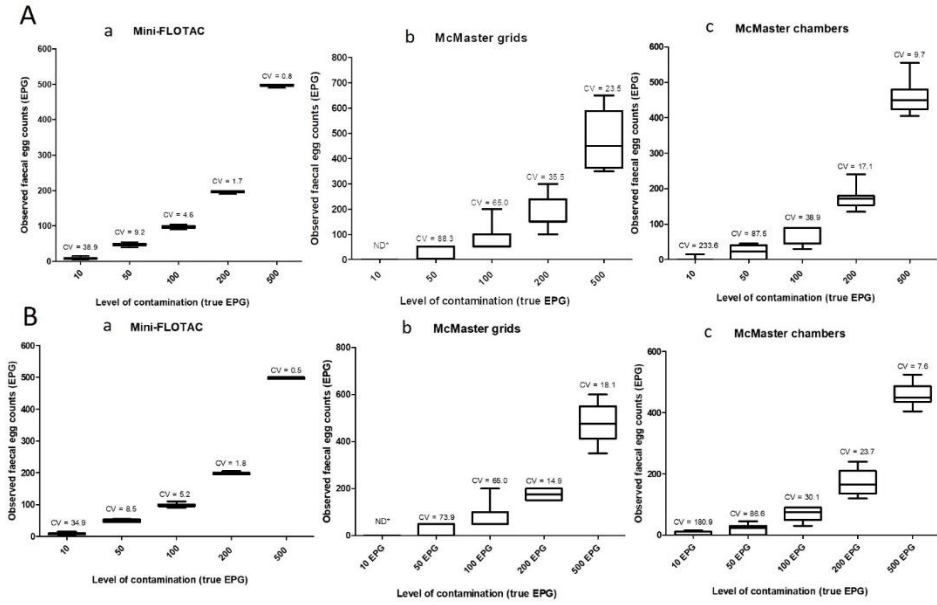 A
a Mini-FLOTAC
Observed faecal egg counts (EPG)
600
500
400
300
200
100
0
CV = 38.9
CV = 9.2
CV = 4.6
CV = 1.7
CV = 0.8
10 50 100 200 500
Level of contamination (true EPG)
b McMaster grids
Observed faecal egg counts (EPG)
800
700
600
500
400
300
200
100
0
ND*
CV = 88.3
CV = 65.0
CV = 35.5
CV = 23.5
10 50 100 200 500
Level of contamination (true EPG)
c McMaster chambers
Observed faecal egg counts (EPG)
600
500
400
300
200
100
0
CV = 233.6
CV = 87.5
CV = 38.9
CV = 17.1
CV = 9.7
10 50 100 200 500
Level of contamination (true EPG)
B
a Mini-FLOTAC
Observed faecal egg counts (EPG)
600
400
200
0
CV = 34.9
CV = 8.5
CV = 5.2
CV = 1.8
CV = 0.5
10 50 100 200 500
Level of contamination (true EPG)
b McMaster grids
Observed faecal egg counts (EPG)
800
600
400
200
0
ND*
CV = 73.9
CV = 65.0
CV = 14.9
CV = 18.1
10 EPG 50 EPG 100 EPG 200 EPG 500 EPG
Level of contamination (true EPG)
c McMaster chambers
Observed faecal egg counts (EPG)
600
400
200
0
CV = 180.9
CV = 86.6
CV = 30.1
CV = 23.7
CV = 7.6
10 EPG 50 EPG 100 EPG 200 EPG 500 EPG
Level of contamination (true EPG)